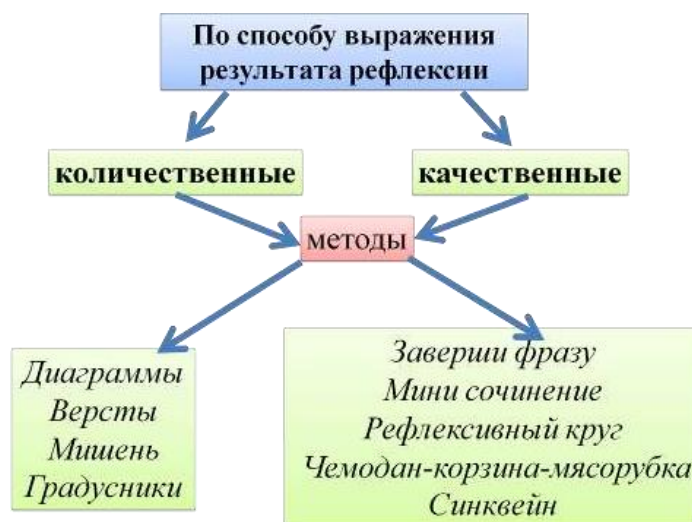 По способу выражения
результата рефлексии
количественные
качественные
методы
Диаграммы
Версты
Мишень
Градусники
Заверши фразу
Мини сочинение
Рефлексивный круг
Чемодан-корзина-мясорубка
Синквейн